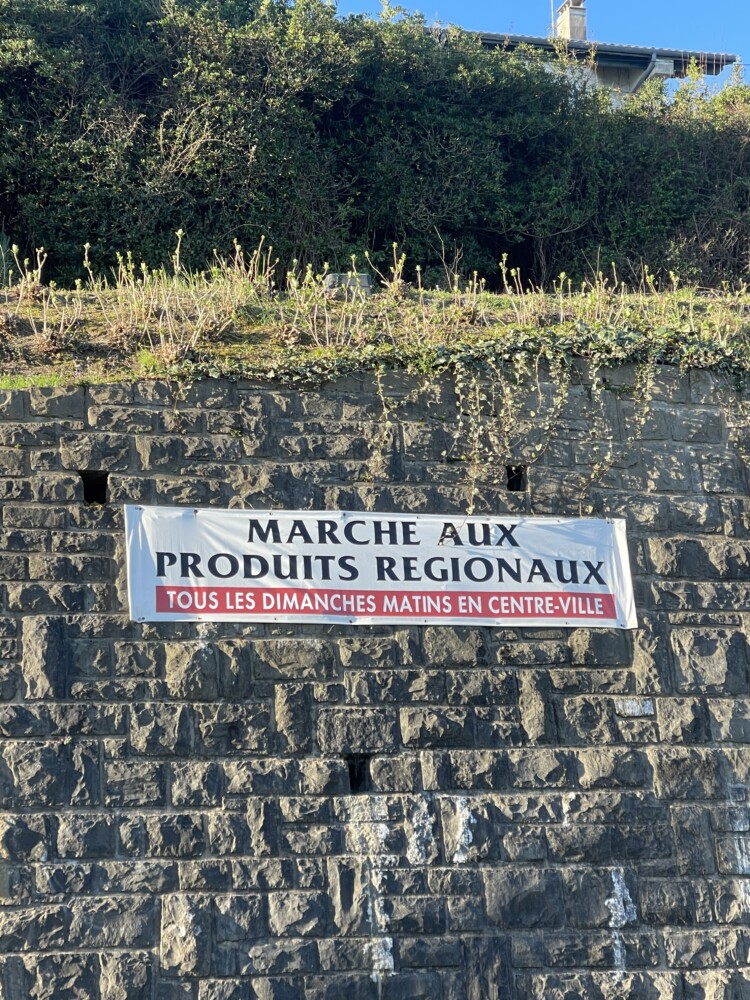 MARCHE AUX
PRODUITS REGIONAUX
TOUS LES DIMANCHES MATINS EN CENTRE-VILLE